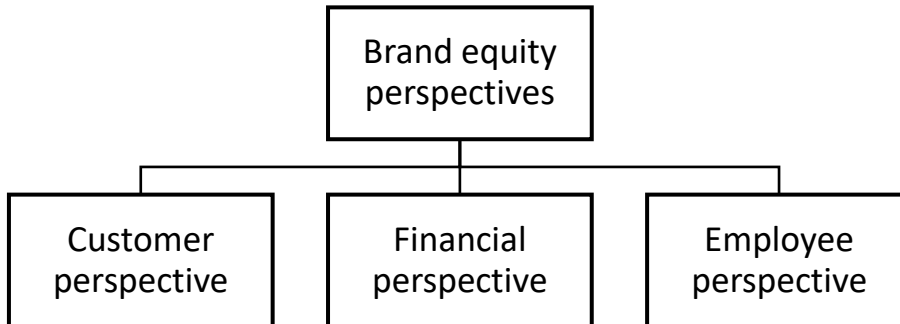 Brand equity
perspectives
Customer
perspective
Financial
perspective
Employee
perspective